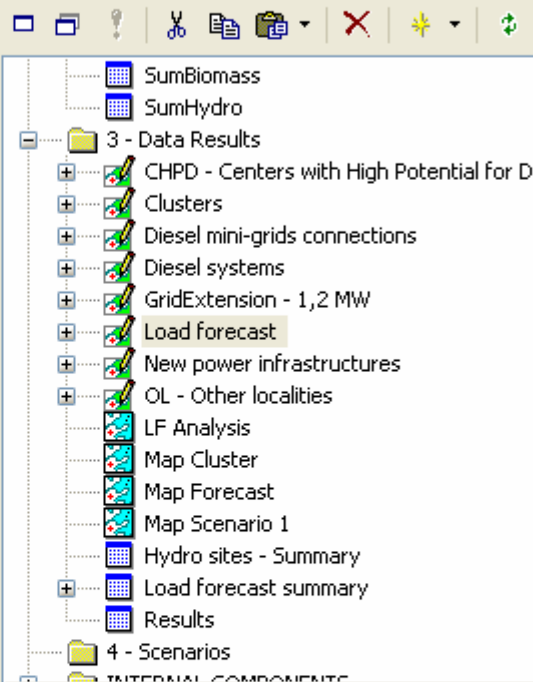 SumBiomass
SumHydro
3 - Data Results
CHPD - Centers with High Potential for D
Clusters
Diesel mini-grids connections
Diesel systems
GridExtension - 1,2 MW
Load forecast
New power infrastructures
OL - Other localities
LF Analysis
Map Cluster
Map Forecast
Map Scenario 1
Hydro sites - Summary
Load forecast summary
Results
4 - Scenarios
INTERNAL COMPONENTS